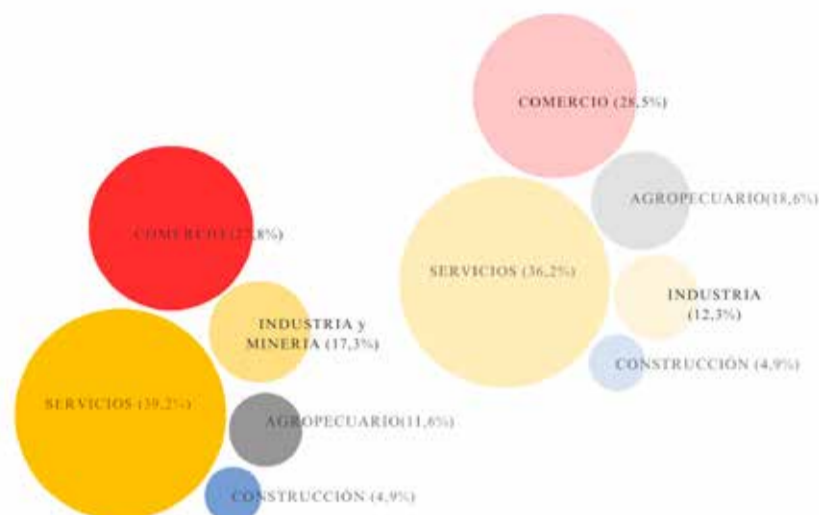 COMERCIO (28,5%)
AGROPECUARIO(18,6%)
SERVICIOS (36,2%)
INDUSTRIA
(12,3%)
CONSTRUCCIÓN (4,9%)
COMERCIO (27,8%)
INDUSTRIA y
MINERIA (17,3%)
SERVICIOS (39,2%)
AGROPECUARIO(11,6%)
CONSTRUCCIÓN (4,9%)